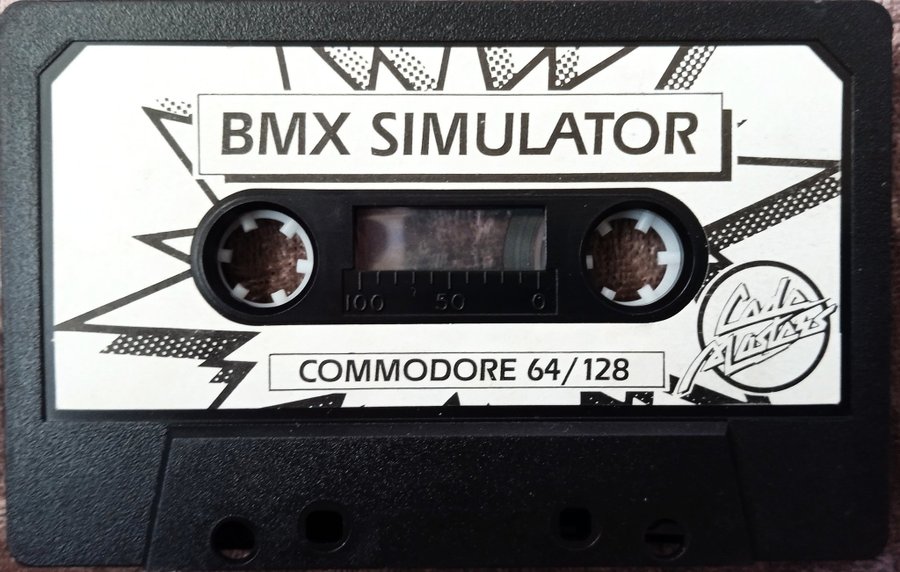 BMX SIMULATOR
100 50 0
COMMODORE 64/128
Code
Masters